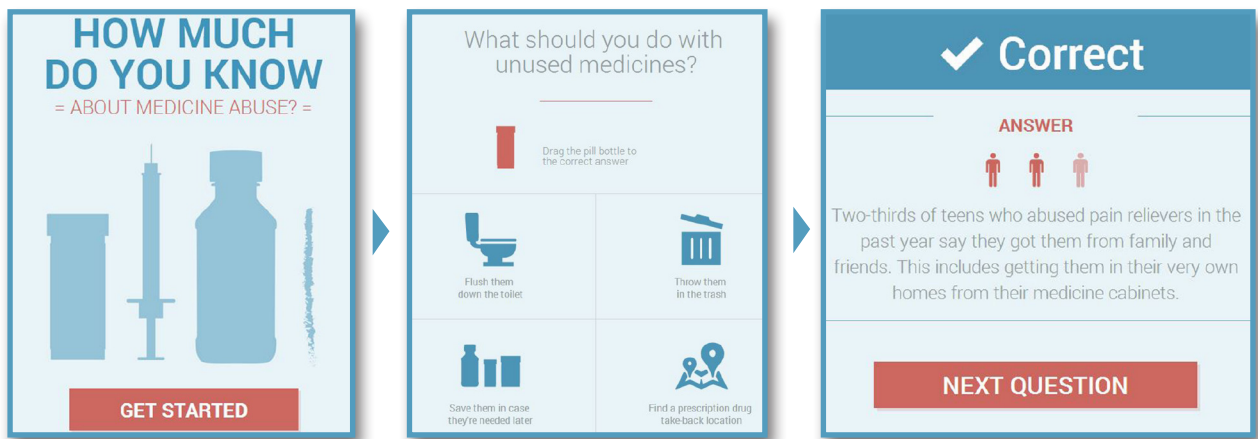 HOW MUCH
DO YOU KNOW
= ABOUT MEDICINE ABUSE? =
GET STARTED
What should you do with
unused medicines?
Drag the pill bottle to
the correct answer
Flush them
down the toilet
Throw them
in the trash
Save them in case
they're needed later
Find a prescription drug
take-back location
Correct
ANSWER
Two-thirds of teens who abused pain relievers in the
past year say they got them from family and
friends. This includes getting them in their very own
homes from their medicine cabinets.
NEXT QUESTION